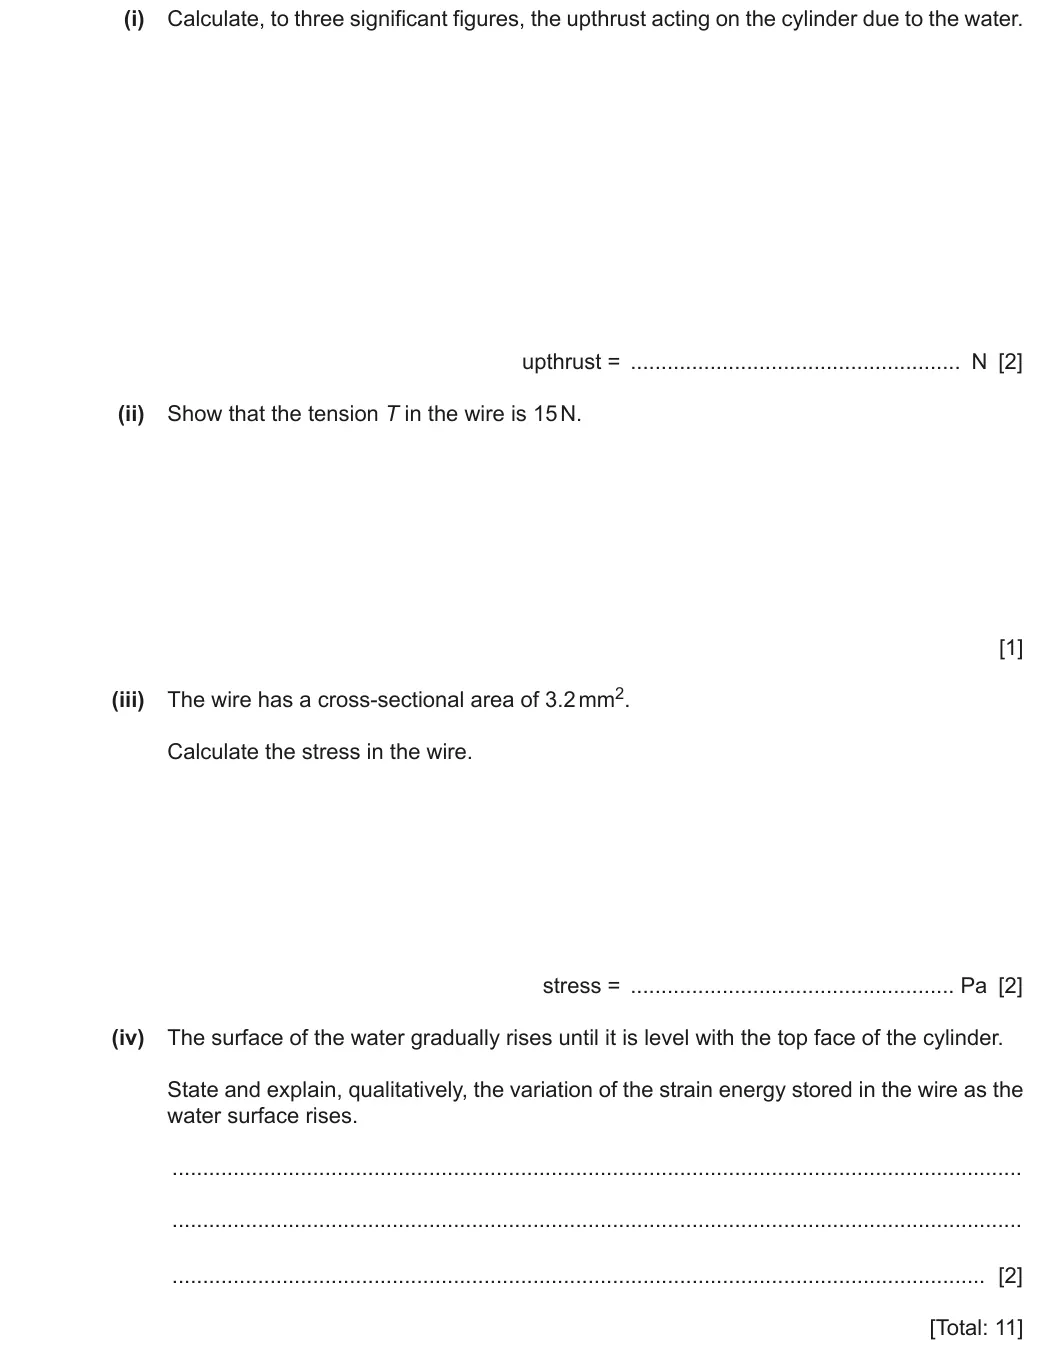 (i) Calculate, to three significant figures, the upthrust acting on the cylinder due to the water.
upthrust = ...................................................... N [2]
(ii) Show that the tension T in the wire is 15 N.
[1]
(iii) The wire has a cross-sectional area of 3.2 mm².
Calculate the stress in the wire.
stress = ..................................................... Pa [2]
(iv) The surface of the water gradually rises until it is level with the top face of the cylinder.
State and explain, qualitatively, the variation of the strain energy stored in the wire as the
water surface rises.
...........................................................................................................................................
...........................................................................................................................................
..................................................................................................................................... [2]
[Total: 11]